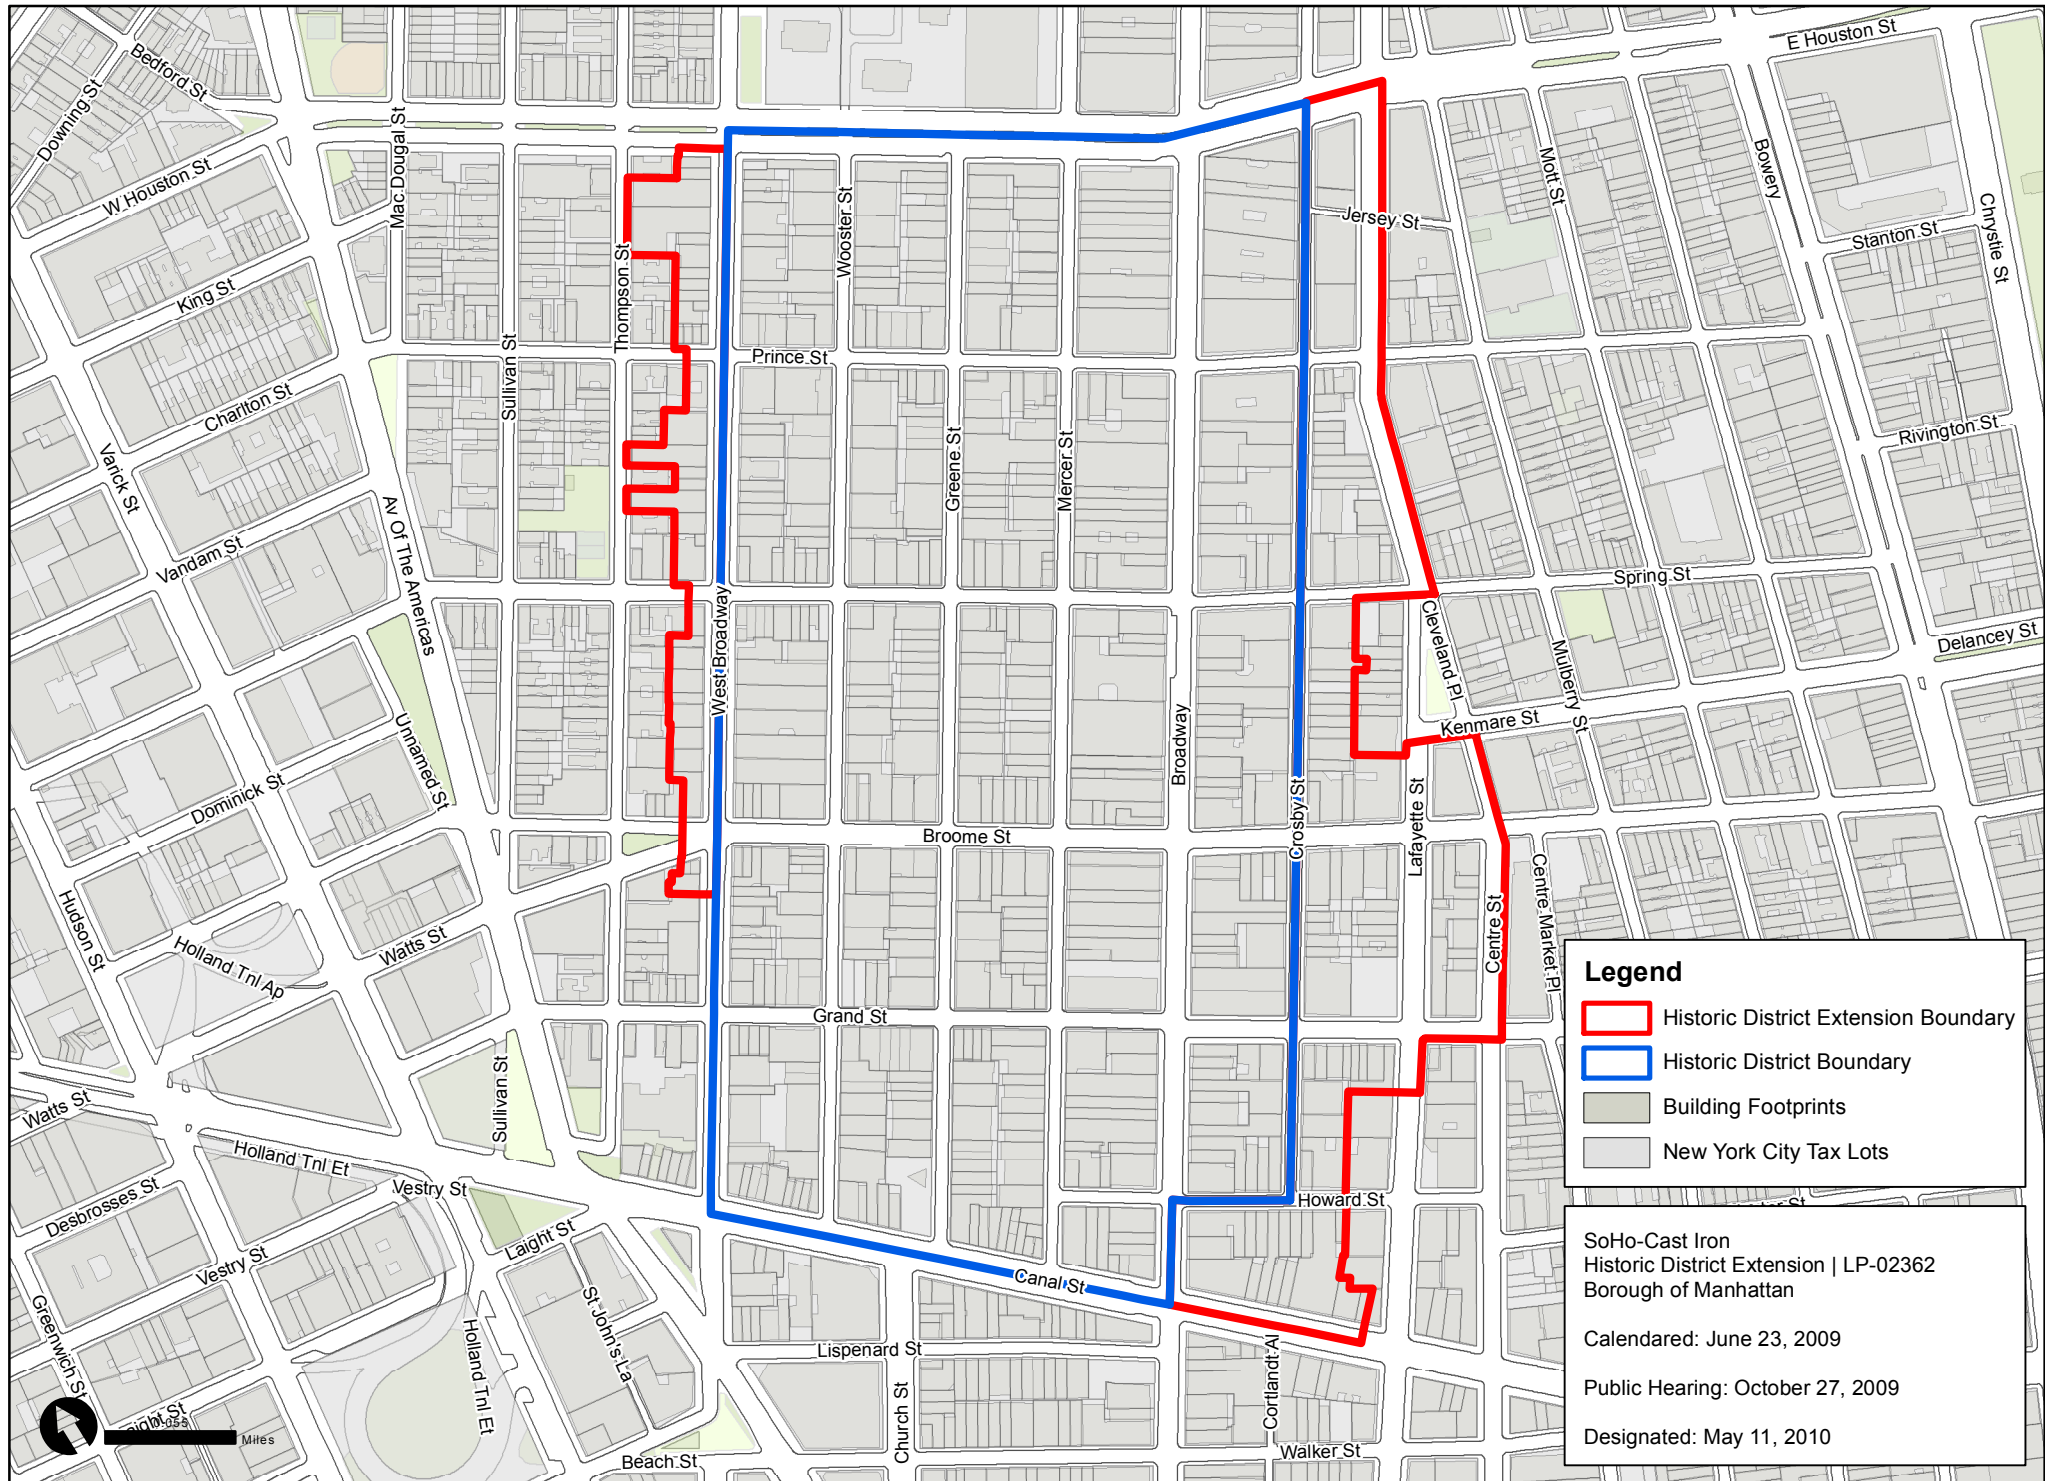 E Houston St
Bedford St
Downing St
Mac Dougal St
W Houston St
Mott St
Bowery
Chrystie St
Wooster St
Jersey St
Stanton St
Thompson St
King St
Sullivan St
Prince St
Charlton St
Greene St
Mercer St
Rivington St
Varick St
Av Of The Americas
Vandam St
Spring St
West Broadway
Cleveland Pl
Mulberry St
Delancey St
Kenmare St
Broadway
Unnamed St
Dominick St
Crosby St
Lafayette St
Broome St
Centre St
Centre Market Pl
Hudson St
Watts St
Holland Tnl Ap
Grand St
Sullivan St
Watts St
Holland Tnl Et
Vestry St
Desbrosses St
Laight St
Howard St
Vestry St
Canal St
St John's La
Greenwich St
Holland Tnl Et
Lispenard St
Cortlandt Al
Church St
Walker St
Beach St
0.055
Miles
Legend
Historic District Extension Boundary
Historic District Boundary
Building Footprints
New York City Tax Lots
SoHo-Cast Iron
Historic District Extension | LP-02362
Borough of Manhattan
Calendared: June 23, 2009
Public Hearing: October 27, 2009
Designated: May 11, 2010